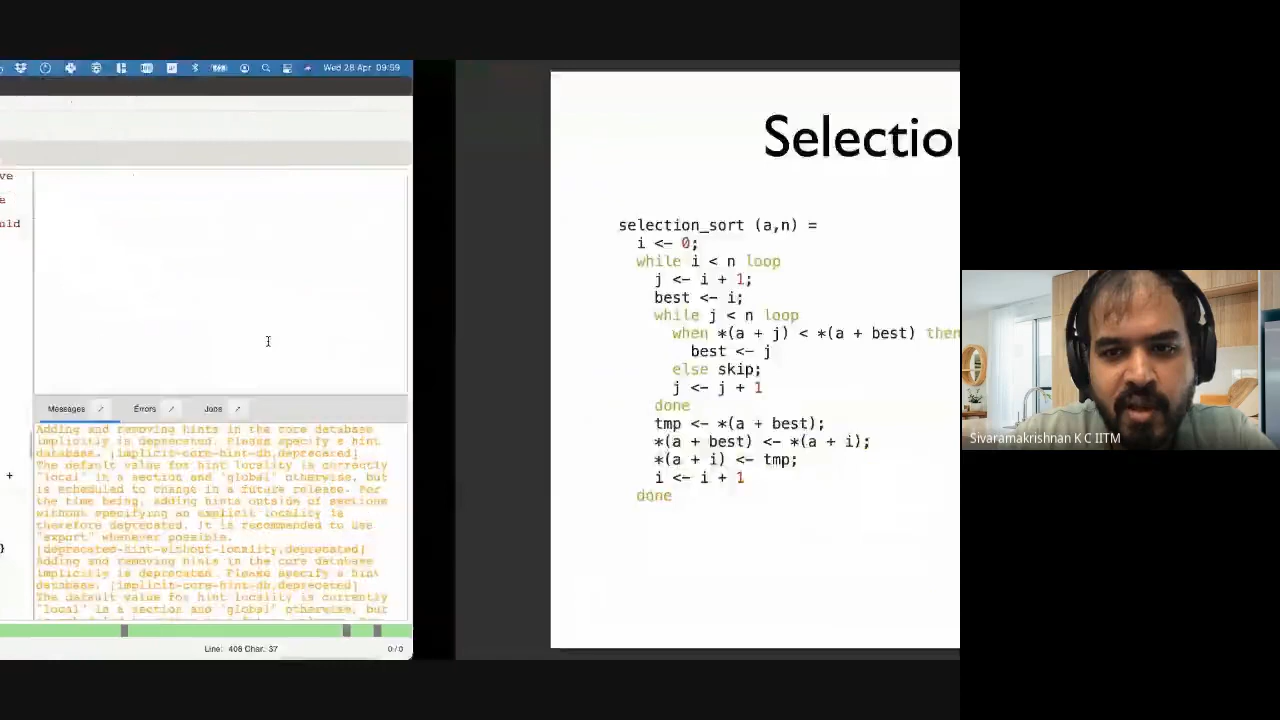 Wed 28 Apr 09:59
ve
e
uld
+
}
Messages
Errors
Jobs
Adding and removing hints in the core database
implicitly is deprecated. Please specify a hint
database. [implicit-core-hint-db,deprecated]
The default value for hint locality is currently
"local" in a section and "global" otherwise, but
is scheduled to change in a future release. For
the time being, adding hints outside of sections
without specifying an explicit locality is
therefore deprecated. It is recommended to use
"export" whenever possible.
[deprecated-hint-without-locality,deprecated]
Adding and removing hints in the core database
implicitly is deprecated. Please specify a hint
database. [implicit-core-hint-db,deprecated]
The default value for hint locality is currently
"local" in a section and "global" otherwise, but
Line: 408 Char: 37
0/0
Selection
selection_sort (a,n) =
i <- 0;
while i < n loop
j <- i + 1;
best <- i;
while j < n loop
when *(a + j) < *(a + best) then
best <- j
else skip;
j <- j + 1
done
tmp <- *(a + best);
*(a + best) <- *(a + i);
*(a + i) <- tmp;
i <- i + 1
done
Sivaramakrishnan K C IITM